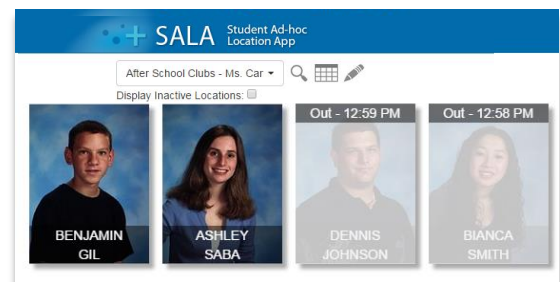 SALA Student Ad-hoc
Location App
After School Clubs - Ms. Car
Display Inactive Locations:
Out - 12:59 PM
Out - 12:58 PM
BENJAMIN
GIL
ASHLEY
SABA
DENNIS
JOHNSON
BIANCA
SMITH